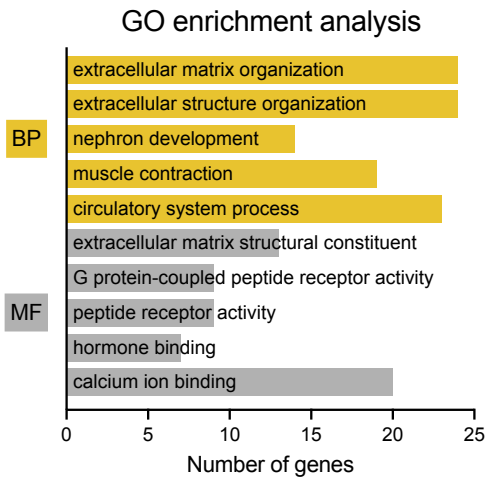 GO enrichment analysis
extracellular matrix organization
extracellular structure organization
BP
nephron development
muscle contraction
circulatory system process
extracellular matrix structural constituent
G protein-coupled peptide receptor activity
MF
peptide receptor activity
hormone binding
calcium ion binding
0 5 10 15 20 25
Number of genes